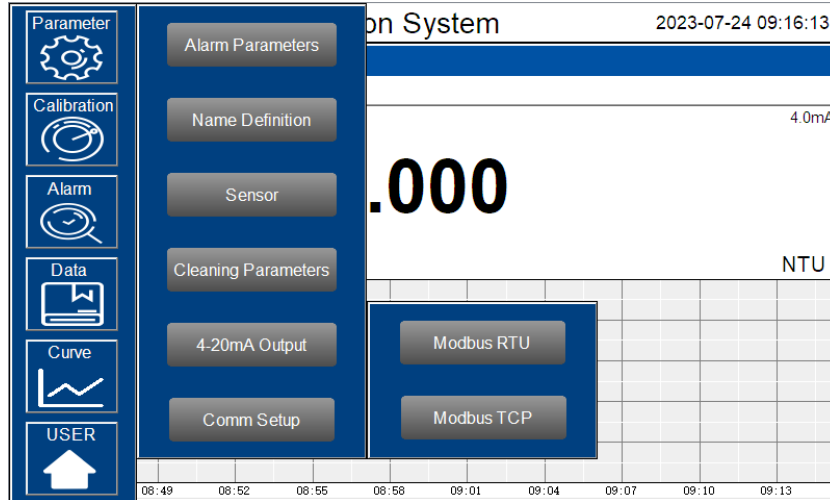 Parameter
Calibration
Alarm
Data
Curve
USER
Alarm Parameters
Name Definition
Sensor
Cleaning Parameters
4-20mA Output
Comm Setup
Modbus RTU
Modbus TCP
on System
2023-07-24 09:16:13
4.0mA
.000
NTU
08:49 08:52 08:55 08:58 09:01 09:04 09:07 09:10 09:13